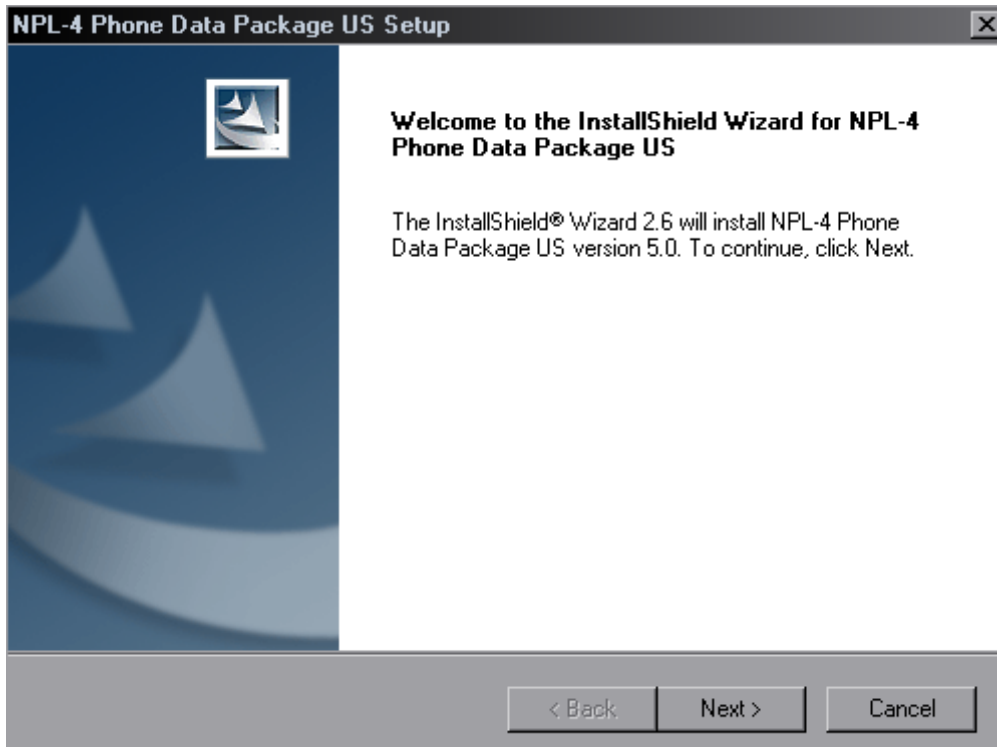 NPL-4 Phone Data Package US Setup
Welcome to the InstallShield Wizard for NPL-4
Phone Data Package US
The InstallShield® Wizard 2.6 will install NPL-4 Phone
Data Package US version 5.0. To continue, click Next.
< Back
Next >
Cancel